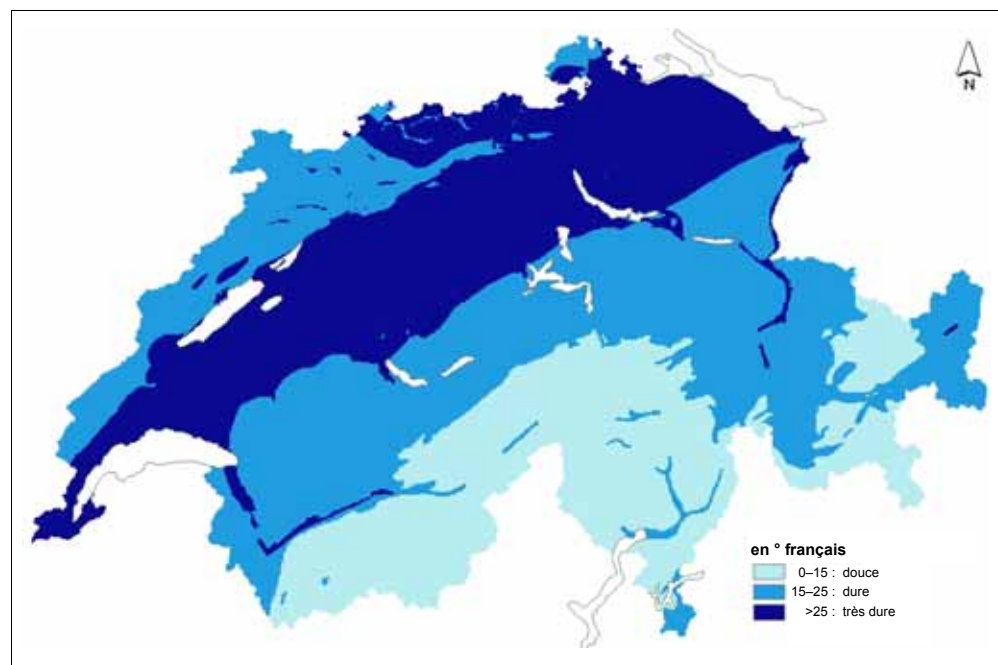 N
en ° français
0–15 : douce
15–25 : dure
>25 : très dure